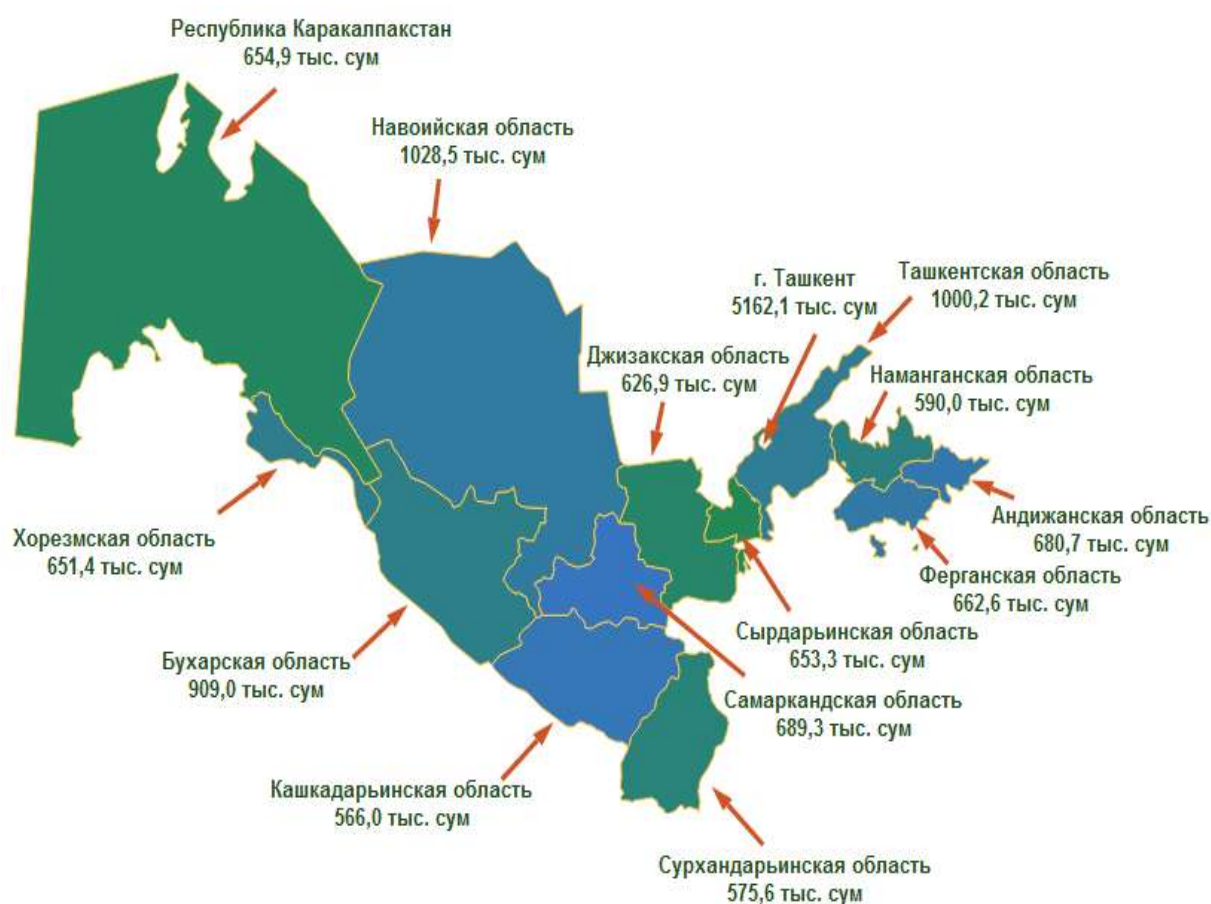 Республика Каракалпакстан
654,9 тыс. сум
Навоийская область
1028,5 тыс. сум
г. Ташкент
5162,1 тыс. сум
Ташкентская область
1000,2 тыс. сум
Джизакская область
626,9 тыс. сум
Наманганская область
590,0 тыс. сум
Хорезмская область
651,4 тыс. сум
Андижанская область
680,7 тыс. сум
Ферганская область
662,6 тыс. сум
Сырдарьинская область
653,3 тыс. сум
Бухарская область
909,0 тыс. сум
Самаркандская область
689,3 тыс. сум
Кашкадарьинская область
566,0 тыс. сум
Сурхандарьинская область
575,6 тыс. сум